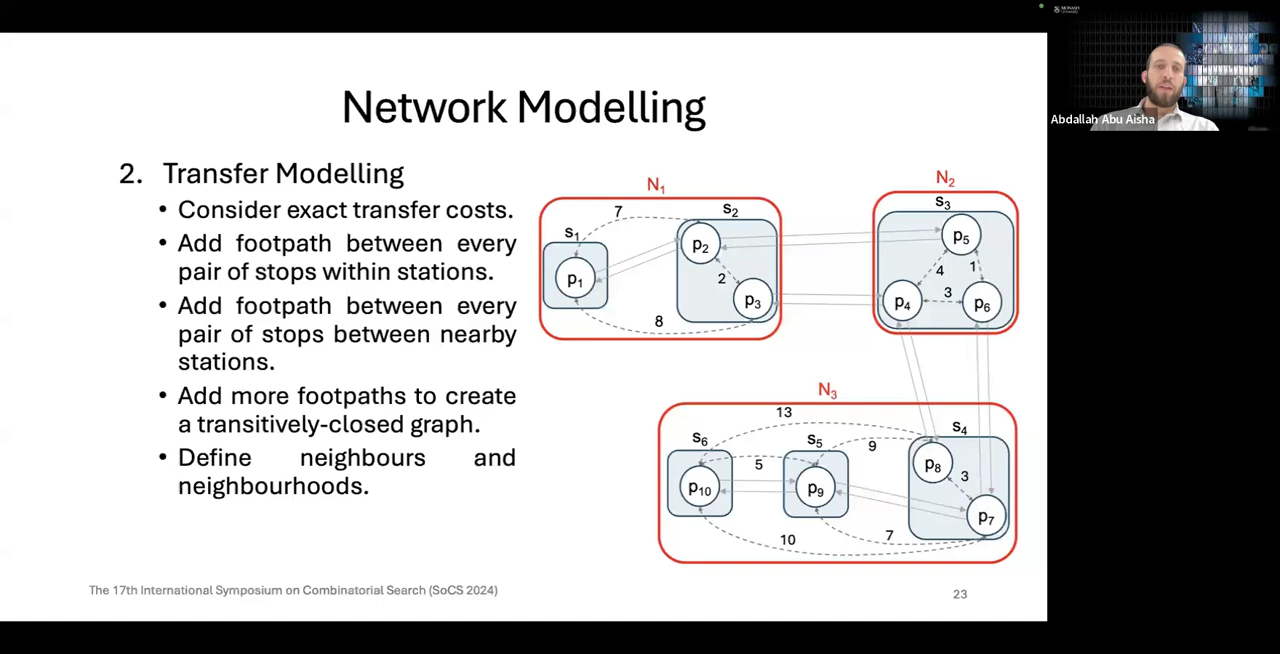 MONASH
University
Abdallah Abu Aisha
Network Modelling
2. Transfer Modelling
• Consider exact transfer costs.
• Add footpath between every
pair of stops within stations.
• Add footpath between every
pair of stops between nearby
stations.
• Add more footpaths to create
a transitively-closed graph.
• Define neighbours and
neighbourhoods.
N1
7
s2
s1
p2
p1
2
p3
8
N2
s3
p5
4
1
p4
3
p6
N3
13
s4
s6
s5
9
5
p8
3
p10
p9
p7
10
7
The 17th International Symposium on Combinatorial Search (SoCS 2024)
23